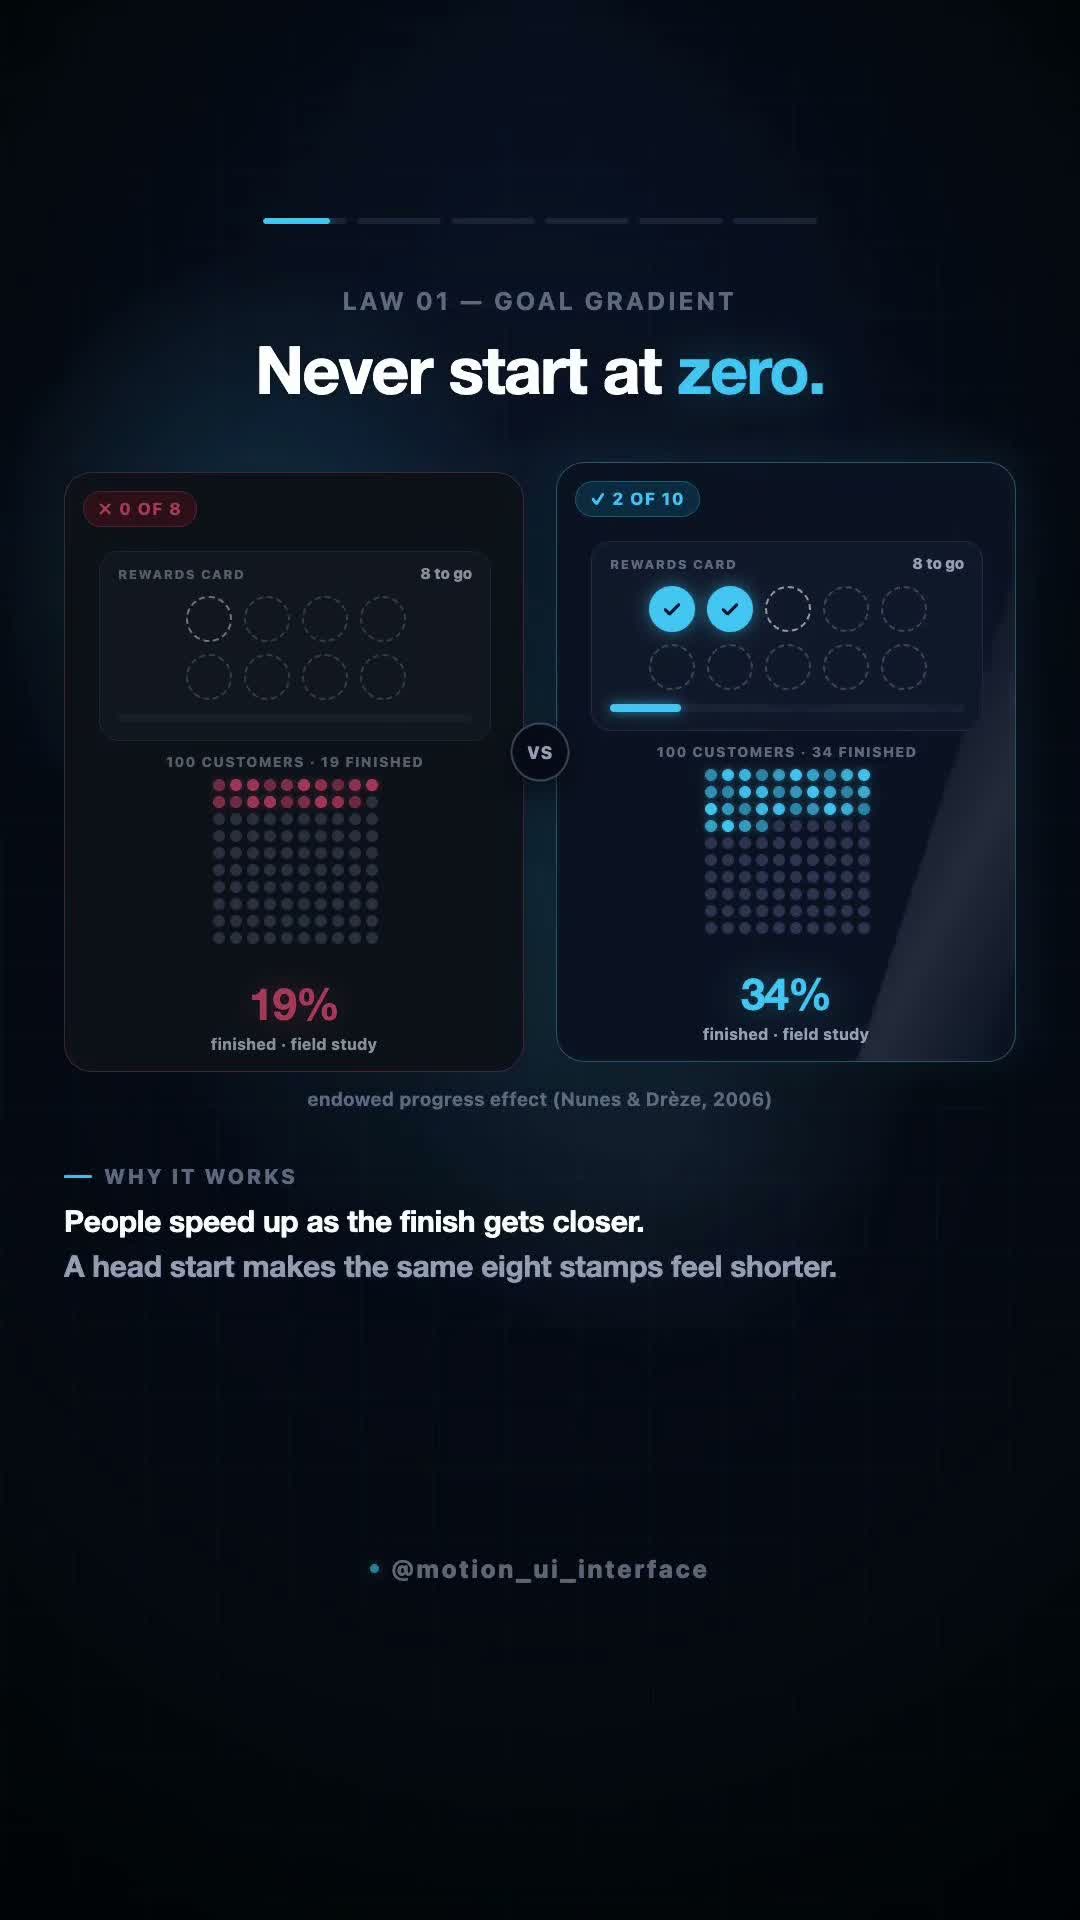 LAW 01 — GOAL GRADIENT
Never start at zero.
✕ 0 OF 8
REWARDS CARD 8 to go
100 CUSTOMERS · 19 FINISHED
19%
finished · field study
VS
✓ 2 OF 10
REWARDS CARD 8 to go
100 CUSTOMERS · 34 FINISHED
34%
finished · field study
endowed progress effect (Nunes & Drèze, 2006)
WHY IT WORKS
People speed up as the finish gets closer.
A head start makes the same eight stamps feel shorter.
@motion_ui_interface